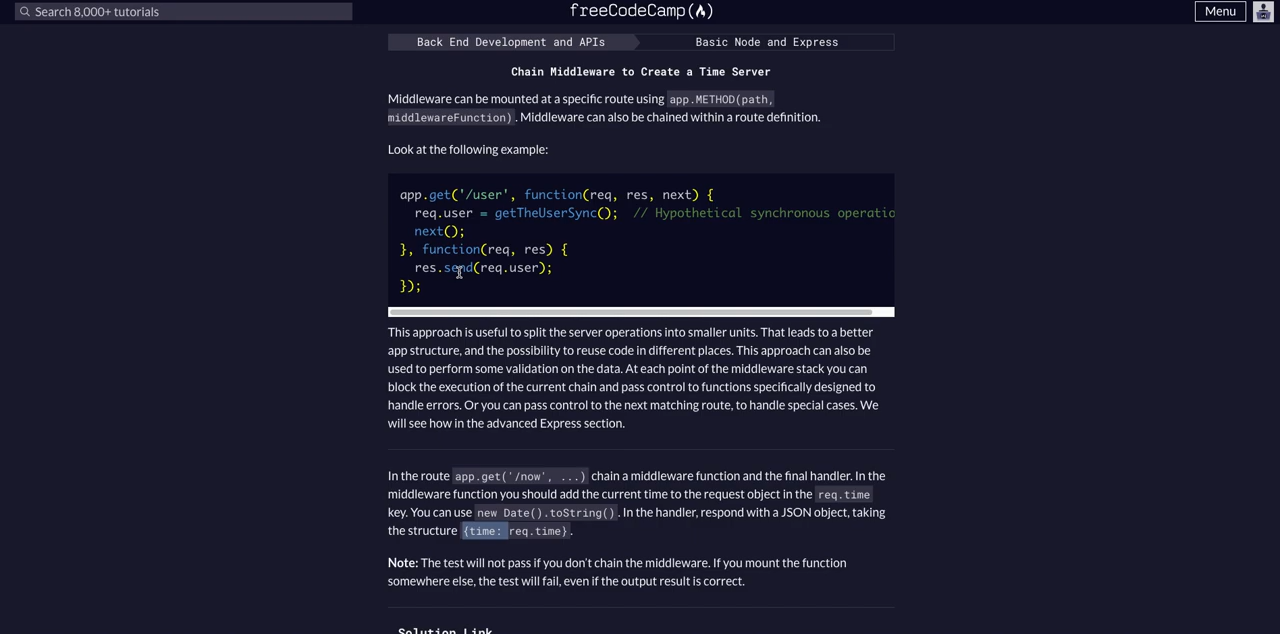 Search 8,000+ tutorials
freeCodeCamp
Menu
Back End Development and APIs
Basic Node and Express
Chain Middleware to Create a Time Server
Middleware can be mounted at a specific route using app.METHOD(path,
middlewareFunction). Middleware can also be chained within a route definition.
Look at the following example:
app.get('/user', function(req, res, next) {
req.user = getTheUserSync();  // Hypothetical synchronous operatio
next();
}, function(req, res) {
res.send(req.user);
});
This approach is useful to split the server operations into smaller units. That leads to a better
app structure, and the possibility to reuse code in different places. This approach can also be
used to perform some validation on the data. At each point of the middleware stack you can
block the execution of the current chain and pass control to functions specifically designed to
handle errors. Or you can pass control to the next matching route, to handle special cases. We
will see how in the advanced Express section.
In the route app.get('/now', ...) chain a middleware function and the final handler. In the
middleware function you should add the current time to the request object in the req.time
key. You can use new Date().toString(). In the handler, respond with a JSON object, taking
the structure {time: req.time}.
Note: The test will not pass if you don't chain the middleware. If you mount the function
somewhere else, the test will fail, even if the output result is correct.
Solution Link